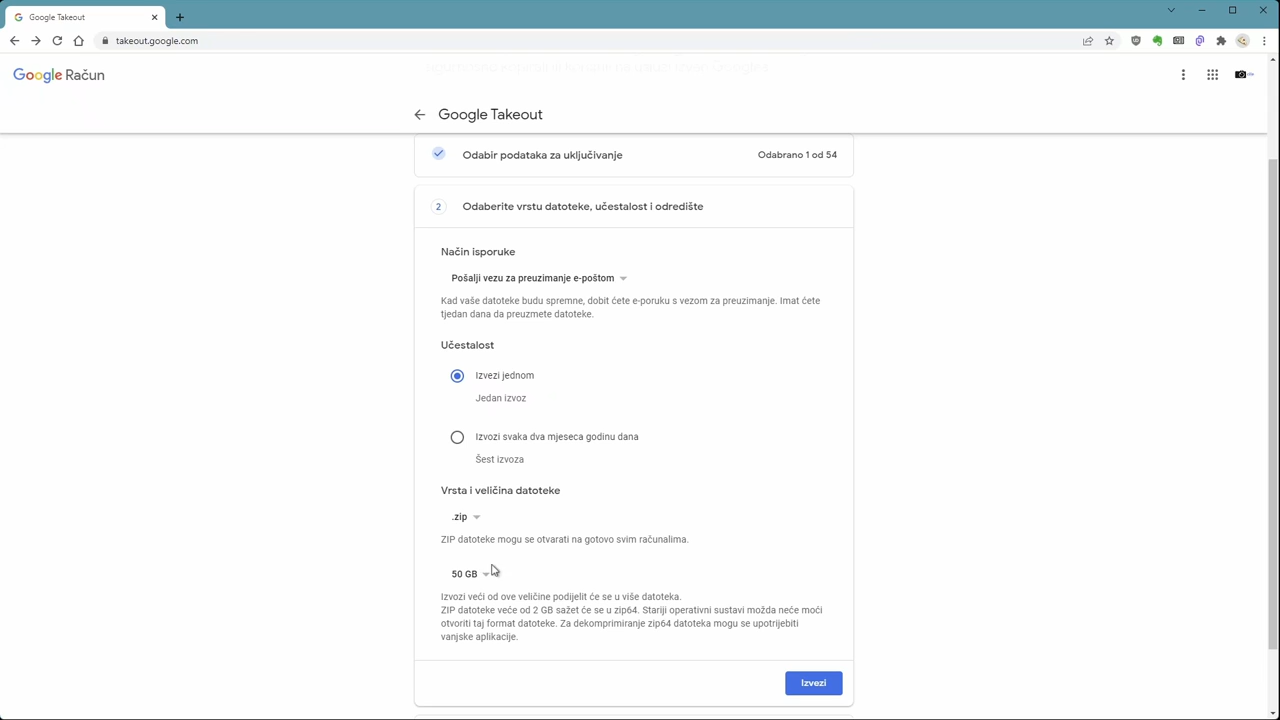 Google Takeout
takeout.google.com
Google Račun
Google Takeout
Odabir podataka za uključivanje
Odabrano 1 od 54
2
Odaberite vrstu datoteke, učestalost i odredište
Način isporuke
Pošalji vezu za preuzimanje e-poštom
Kad vaše datoteke budu spremne, dobit ćete e-poruku s vezom za preuzimanje. Imat ćete
tjedan dana da preuzmete datoteke.
Učestalost
Izvezi jednom
Jedan izvoz
Izvozi svaka dva mjeseca godinu dana
Šest izvoza
Vrsta i veličina datoteke
.zip
ZIP datoteke mogu se otvarati na gotovo svim računalima.
50 GB
Izvozi veći od ove veličine podijelit će se u više datoteka.
ZIP datoteke veće od 2 GB sažet će se u zip64. Stariji operativni sustavi možda neće moći
otvoriti taj format datoteke. Za dekomprimiranje zip64 datoteka mogu se upotrijebiti
vanjske aplikacije.
Izvezi